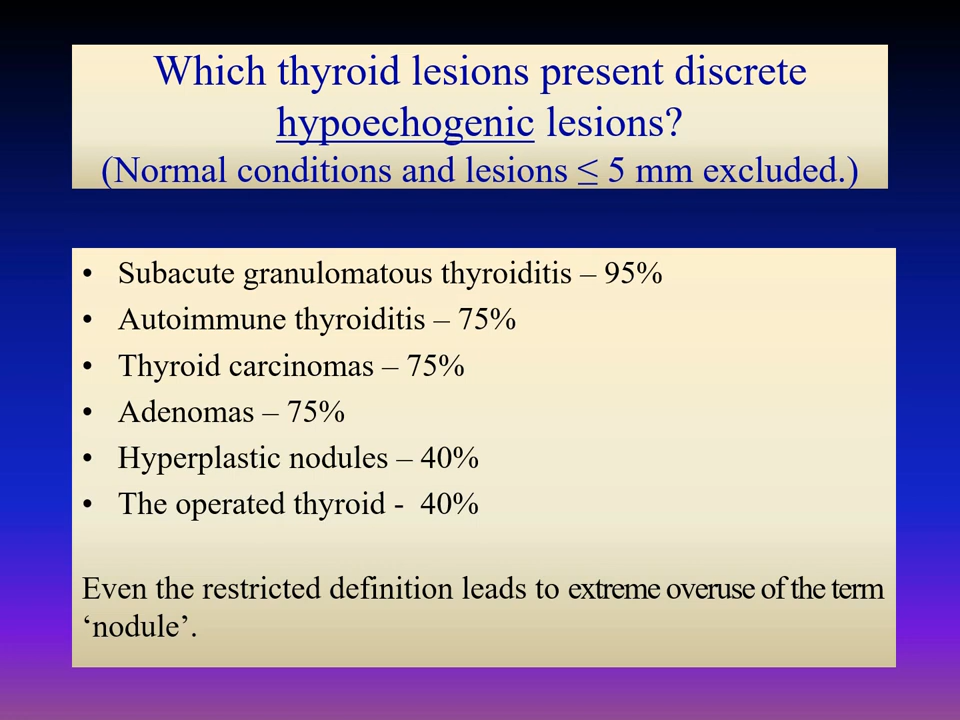 Which thyroid lesions present discrete
hypoechogenic lesions?
(Normal conditions and lesions ≤ 5 mm excluded.)
• Subacute granulomatous thyroiditis – 95%
• Autoimmune thyroiditis – 75%
• Thyroid carcinomas – 75%
• Adenomas – 75%
• Hyperplastic nodules – 40%
• The operated thyroid - 40%
Even the restricted definition leads to extreme overuse of the term
‘nodule’.